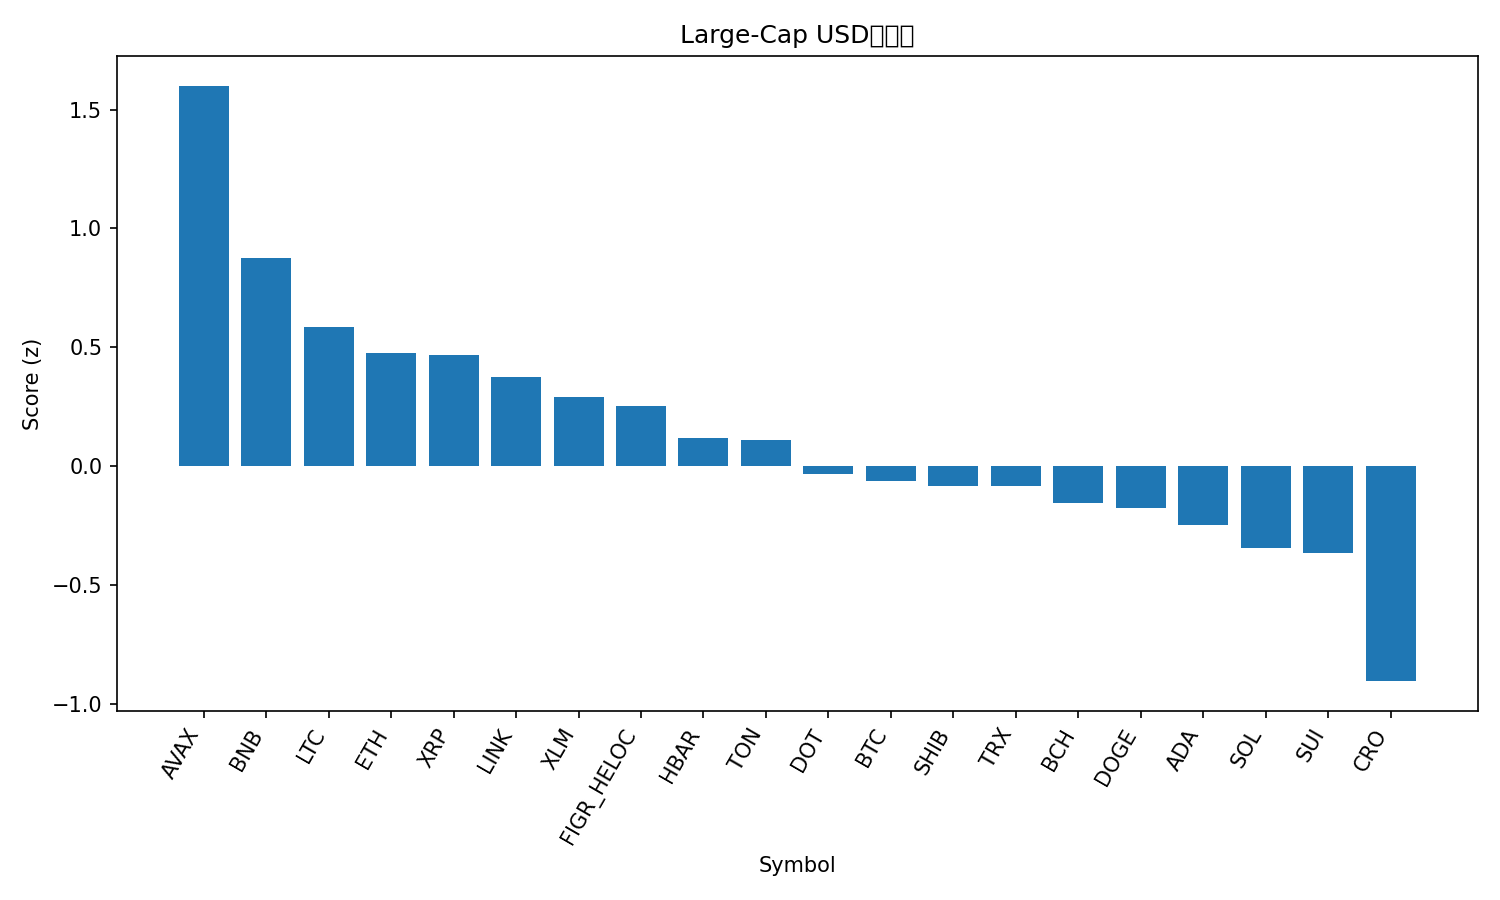 Large-Cap USD
Score (z)
1.5
1.0
0.5
0.0
−0.5
−1.0
AVAX
BNB
LTC
ETH
XRP
LINK
XLM
FIGR_HELOC
HBAR
TON
DOT
BTC
SHIB
TRX
BCH
DOGE
ADA
SOL
SUI
CRO
Symbol